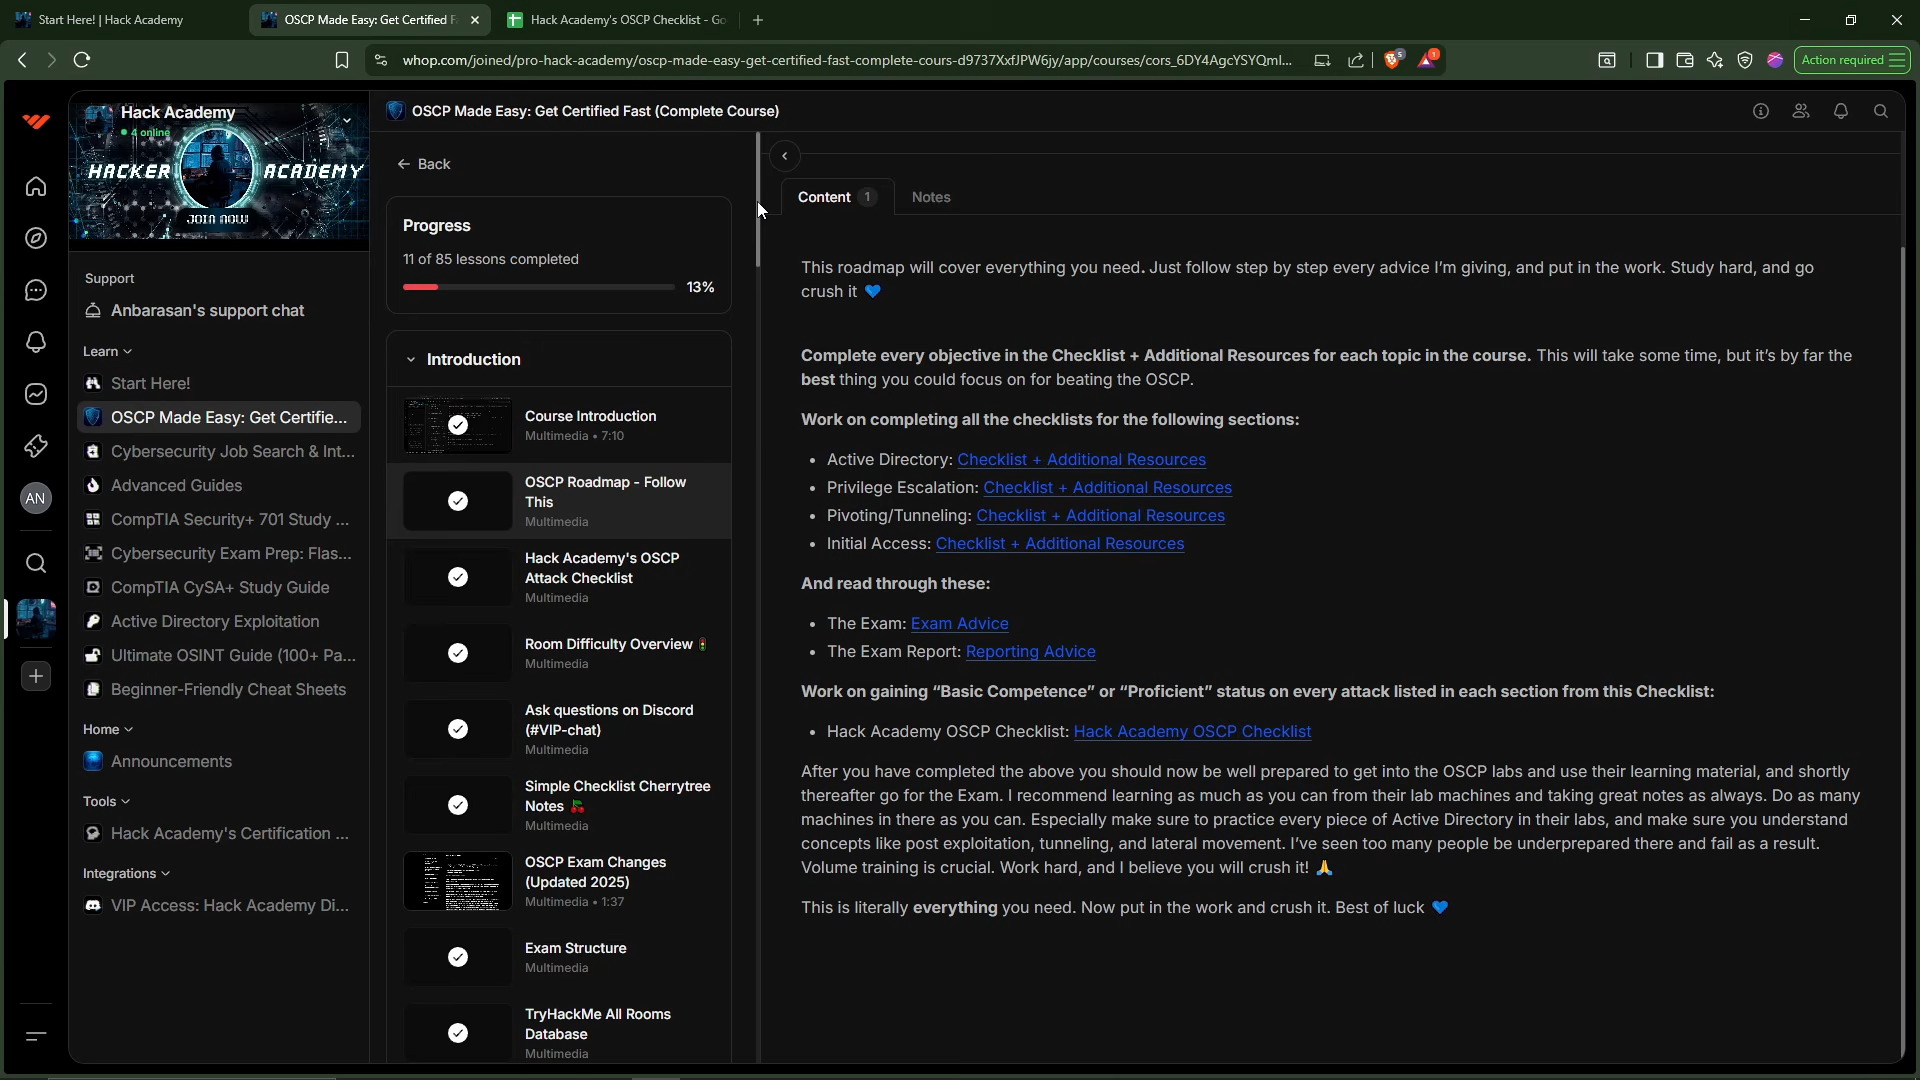 Start Here! | Hack Academy
OSCP Made Easy: Get Certified F
Hack Academy's OSCP Checklist - Go
whop.com/joined/pro-hack-academy/oscp-made-easy-get-certified-fast-complete-cours-d9737XxfJPW6jy/app/courses/cors_6DY4AgcYSYQml...
5
1
Action required
Hack Academy
4 online
HACKER ACADEMY
JOIN NOW!
OSCP Made Easy: Get Certified Fast (Complete Course)
Support
Anbarasan's support chat
Learn
Start Here!
OSCP Made Easy: Get Certifie...
Cybersecurity Job Search & Int...
Advanced Guides
CompTIA Security+ 701 Study ...
Cybersecurity Exam Prep: Flas...
CompTIA CySA+ Study Guide
Active Directory Exploitation
Ultimate OSINT Guide (100+ Pa...
Beginner-Friendly Cheat Sheets
Home
Announcements
Tools
Hack Academy's Certification ...
Integrations
VIP Access: Hack Academy Di...
AN
Back
Progress
11 of 85 lessons completed
13%
Introduction
Course Introduction
Multimedia • 7:10
OSCP Roadmap - Follow
This
Multimedia
Hack Academy's OSCP
Attack Checklist
Multimedia
Room Difficulty Overview 🚦
Multimedia
Ask questions on Discord
(#VIP-chat)
Multimedia
Simple Checklist Cherrytree
Notes 🍒
Multimedia
OSCP Exam Changes
(Updated 2025)
Multimedia • 1:37
Exam Structure
Multimedia
TryHackMe All Rooms
Database
Multimedia
Content 1
Notes
This roadmap will cover everything you need. Just follow step by step every advice I'm giving, and put in the work. Study hard, and go
crush it 💙
Complete every objective in the Checklist + Additional Resources for each topic in the course. This will take some time, but it's by far the
best thing you could focus on for beating the OSCP.
Work on completing all the checklists for the following sections:
• Active Directory: Checklist + Additional Resources
• Privilege Escalation: Checklist + Additional Resources
• Pivoting/Tunneling: Checklist + Additional Resources
• Initial Access: Checklist + Additional Resources
And read through these:
• The Exam: Exam Advice
• The Exam Report: Reporting Advice
Work on gaining “Basic Competence” or “Proficient” status on every attack listed in each section from this Checklist:
• Hack Academy OSCP Checklist: Hack Academy OSCP Checklist
After you have completed the above you should now be well prepared to get into the OSCP labs and use their learning material, and shortly
thereafter go for the Exam. I recommend learning as much as you can from their lab machines and taking great notes as always. Do as many
machines in there as you can. Especially make sure to practice every piece of Active Directory in their labs, and make sure you understand
concepts like post exploitation, tunneling, and lateral movement. I've seen too many people be underprepared there and fail as a result.
Volume training is crucial. Work hard, and I believe you will crush it! 🙏
This is literally everything you need. Now put in the work and crush it. Best of luck 💙